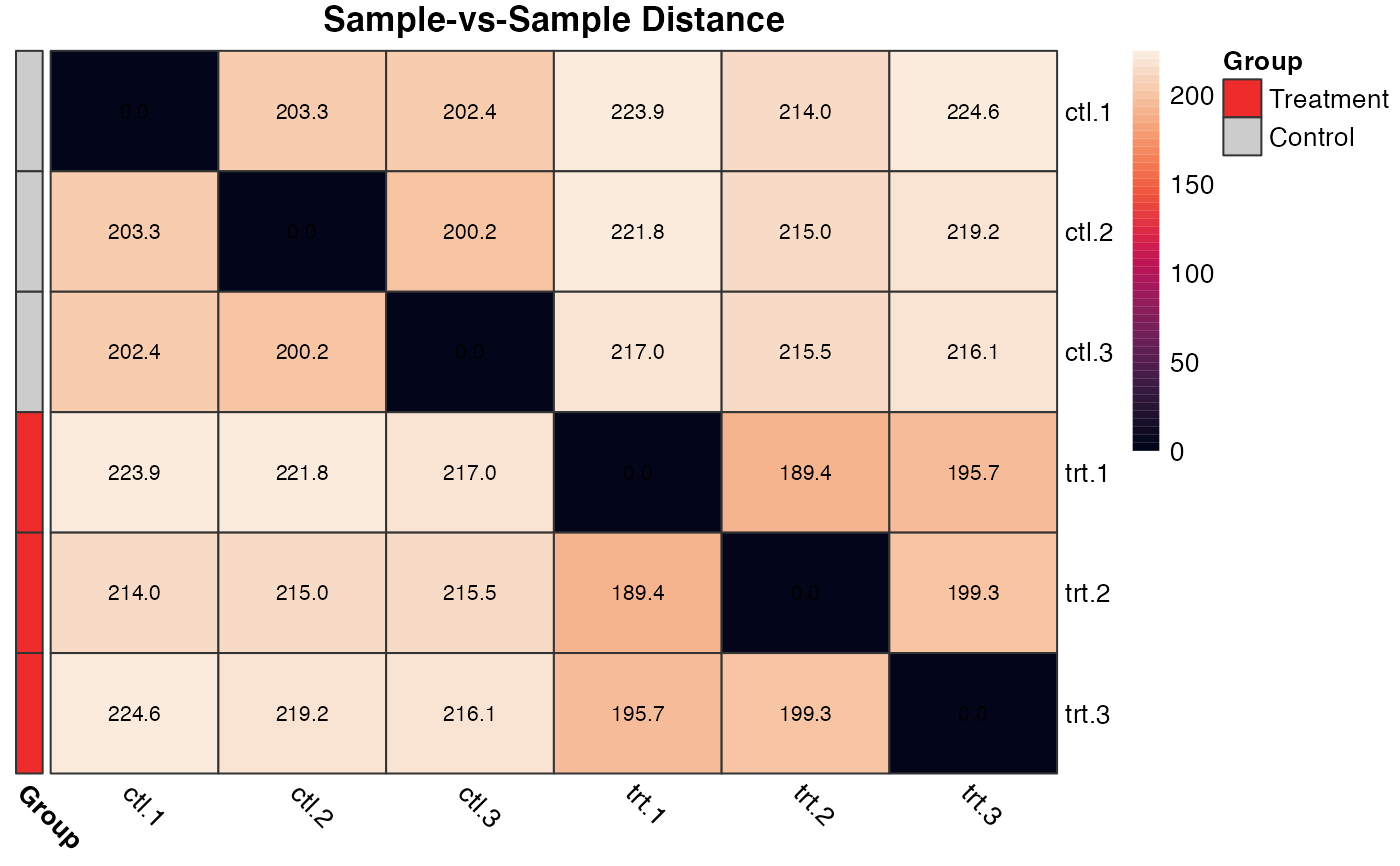 Sample-vs-Sample Distance
0.0 203.3 202.4 223.9 214.0 224.6 ctl.1
203.3 0.0 200.2 221.8 215.0 219.2 ctl.2
202.4 200.2 0.0 217.0 215.5 216.1 ctl.3
223.9 221.8 217.0 0.0 189.4 195.7 trt.1
214.0 215.0 215.5 189.4 0.0 199.3 trt.2
224.6 219.2 216.1 195.7 199.3 0.0 trt.3
Group ctl.1 ctl.2 ctl.3 trt.1 trt.2 trt.3
200
150
100
50
0
Group
Treatment
Control